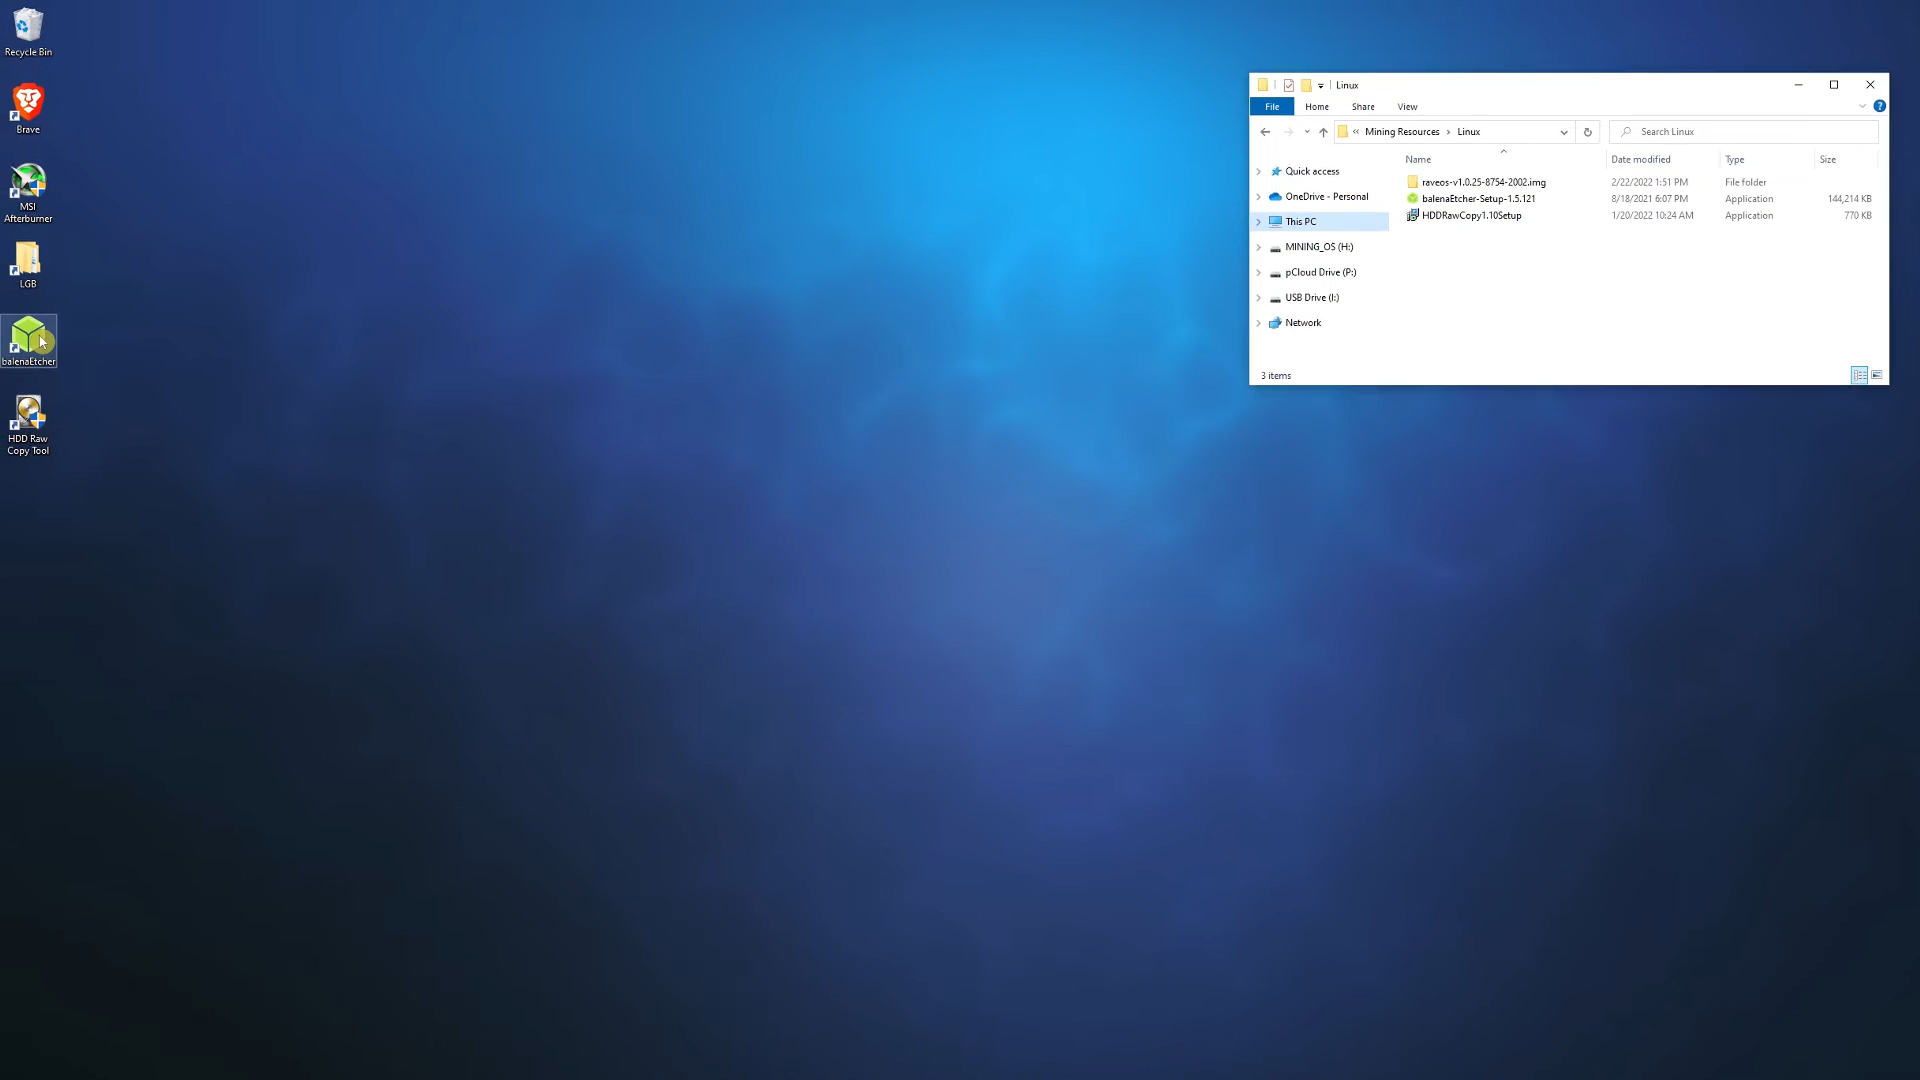 Recycle Bin
Brave
MSI
Afterburner
LGB
balenaEtcher
HDD Raw
Copy Tool
Linux
File Home Share View
Mining Resources Linux
Search Linux
Name Date modified Type Size
Quick access
OneDrive - Personal
This PC
MINING_OS (H:)
pCloud Drive (P:)
USB Drive (I:)
Network
raveos-v1.0.25-8754-2002.img 2/22/2022 1:51 PM File folder
balenaEtcher-Setup-1.5.121 8/18/2021 6:07 PM Application 144,214 KB
HDDRawCopy1.10Setup 1/20/2022 10:24 AM Application 770 KB
3 items